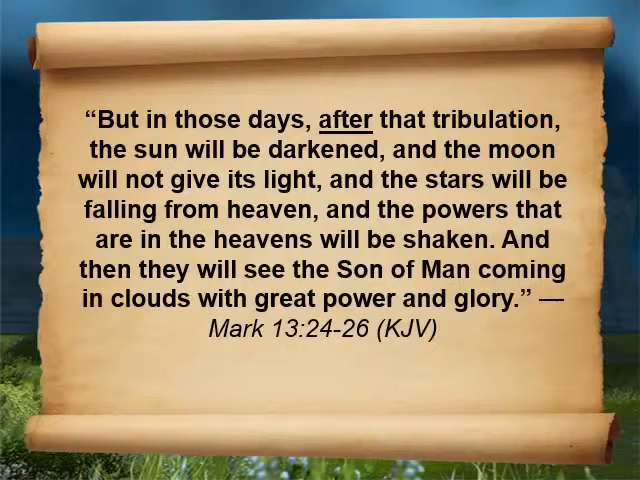 “But in those days, after that tribulation,
the sun will be darkened, and the moon
will not give its light, and the stars will be
falling from heaven, and the powers that
are in the heavens will be shaken. And
then they will see the Son of Man coming
in clouds with great power and glory.” —
Mark 13:24-26 (KJV)